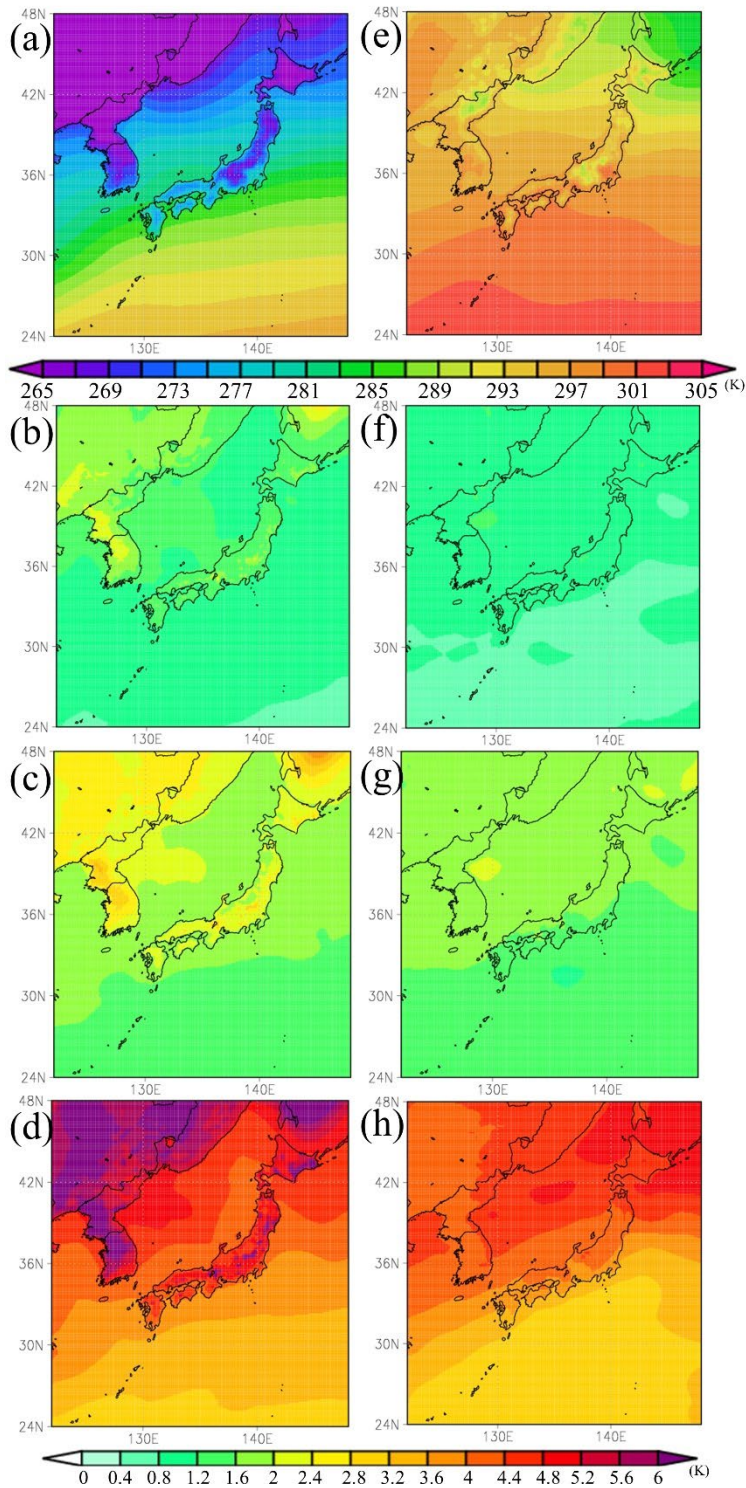 (a)
48N
42N
36N
30N
24N
130E 140E
(e)
48N
42N
36N
30N
24N
130E 140E
265 269 273 277 281 285 289 293 297 301 305 (K)
(b)
48N
42N
36N
30N
24N
130E 140E
(f)
48N
42N
36N
30N
24N
130E 140E
(c)
48N
42N
36N
30N
24N
130E 140E
(g)
48N
42N
36N
30N
24N
130E 140E
(d)
48N
42N
36N
30N
24N
130E 140E
(h)
48N
42N
36N
30N
24N
130E 140E
0 0.4 0.8 1.2 1.6 2 2.4 2.8 3.2 3.6 4 4.4 4.8 5.2 5.6 6 (K)